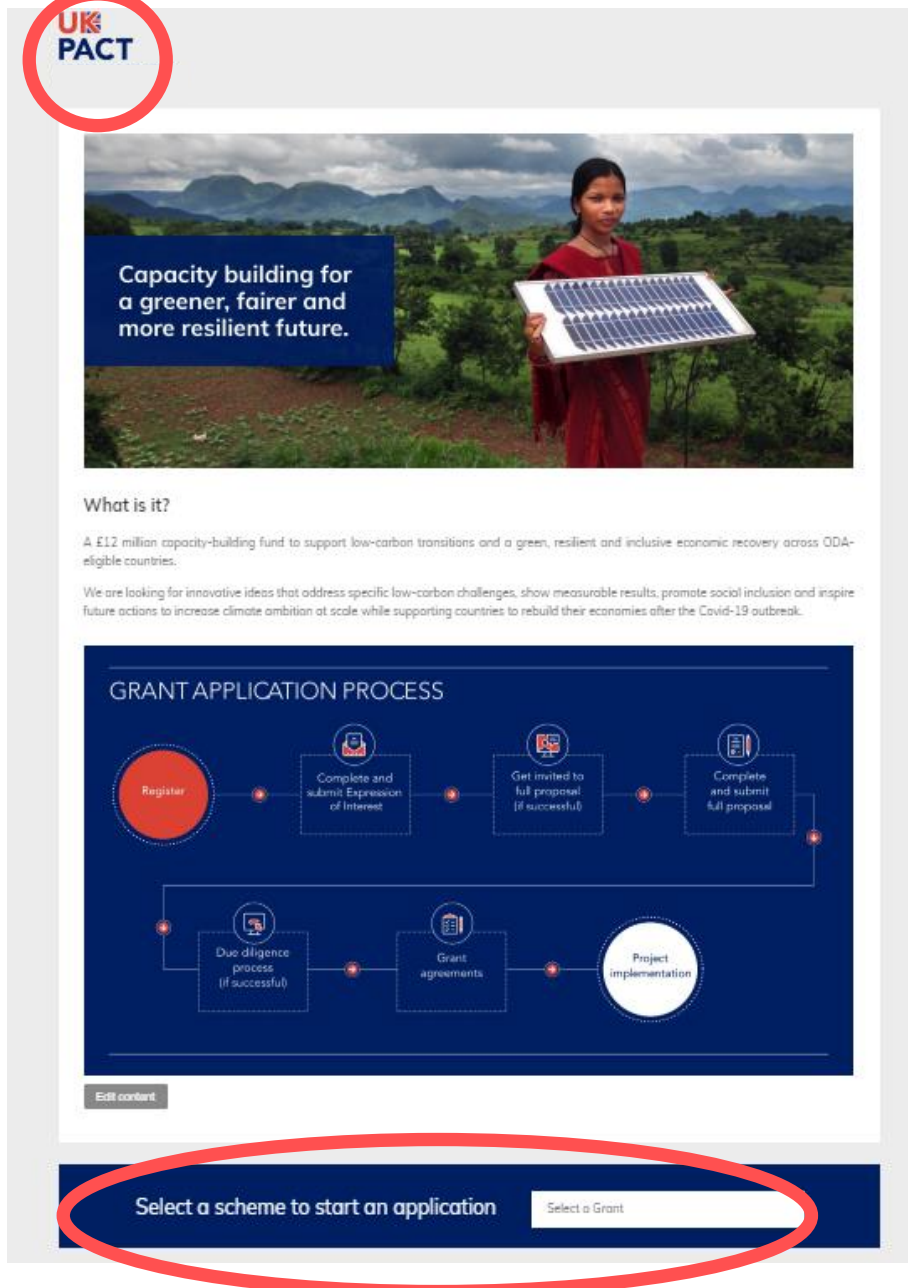 UK
PACT
Capacity building for
a greener, fairer and
more resilient future.
What is it?
A £12 million capacity-building fund to support low-carbon transitions and a green, resilient and inclusive economic recovery across ODA-
eligible countries.
We are looking for innovative ideas that address specific low-carbon challenges, show measurable results, promote social inclusion and inspire
future actions to increase climate ambition at scale while supporting countries to rebuild their economies after the Covid-19 outbreak.
GRANT APPLICATION PROCESS
Register
Complete and
submit Expression
of Interest
Get invited to
full proposal
(if successful)
Complete
and submit
full proposal
Due diligence
process
(if successful)
Grant
agreements
Project
implementation
Edit content
Select a scheme to start an application
Select a Grant